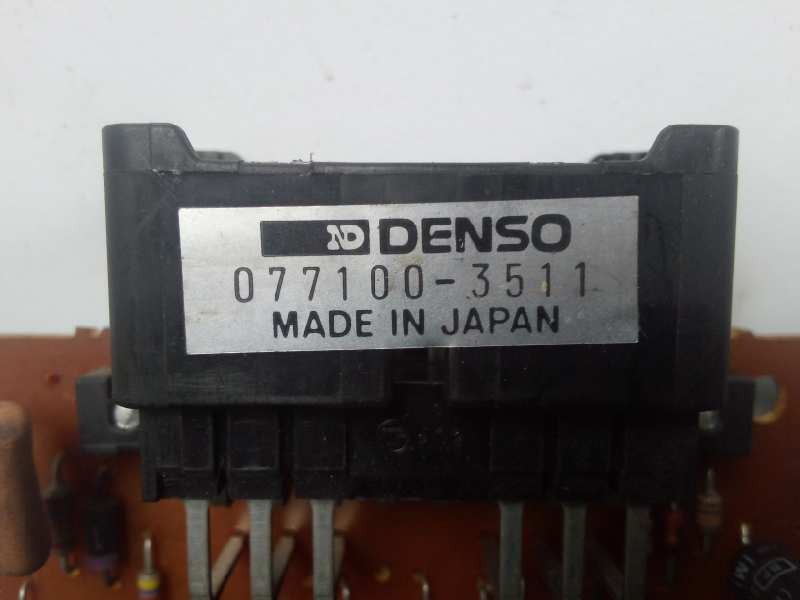 ND DENSO
077100-3511
MADE IN JAPAN